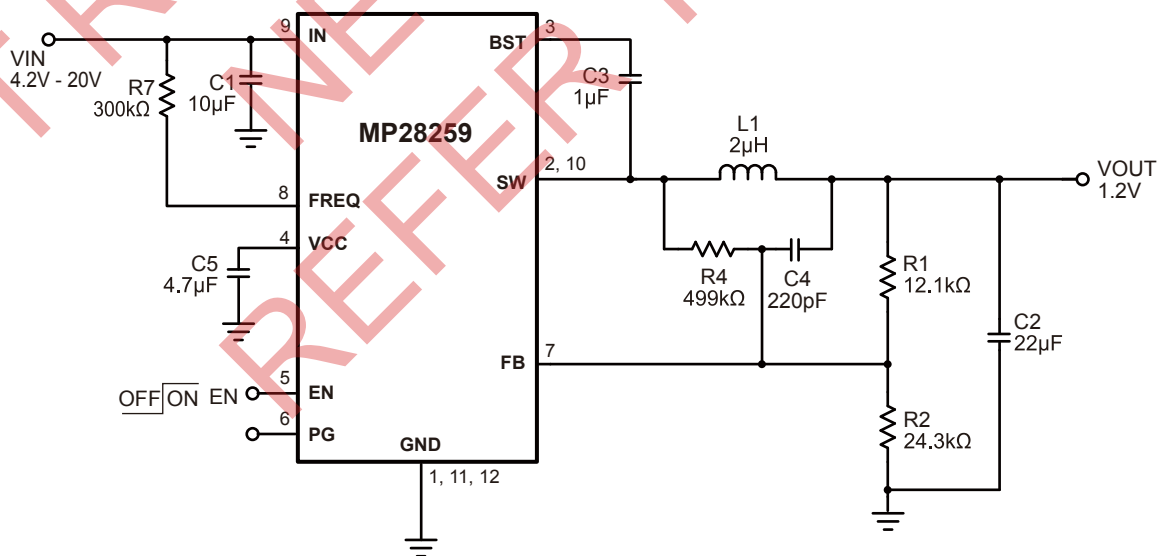 VIN
4.2V - 20V
R7
300kΩ
C1
10µF
9
IN
8
FREQ
4
VCC
C5
4.7µF
OFF ON EN
5
EN
6
PG
MP28259
GND
1, 11, 12
BST
3
C3
1µF
SW
2, 10
L1
2µH
R4
499kΩ
C4
220pF
FB
7
R1
12.1kΩ
R2
24.3kΩ
C2
22µF
VOUT
1.2V
REFER